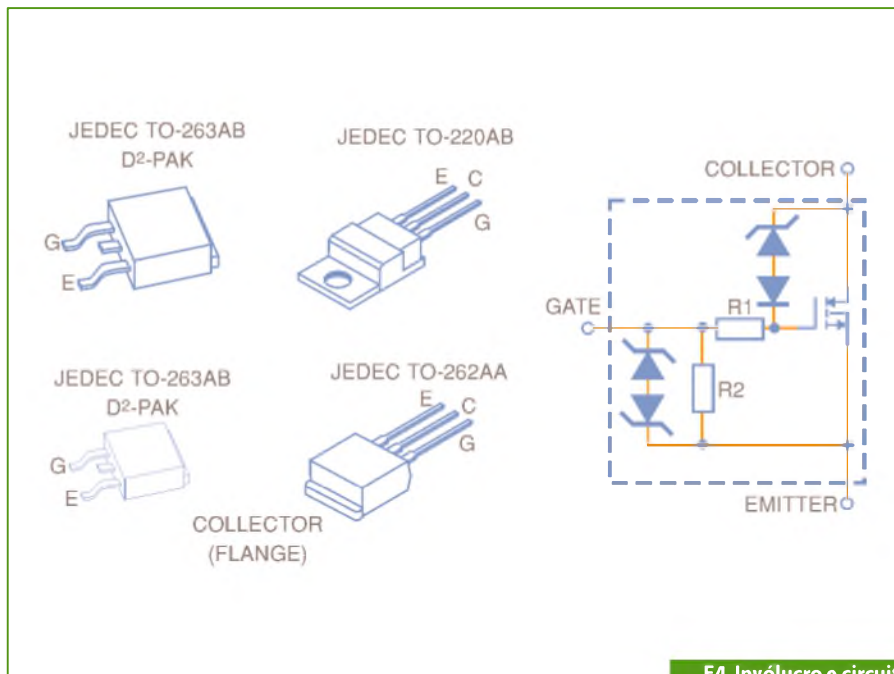 JEDEC TO-263AB
D²-PAK
G
E
JEDEC TO-220AB
E C
G
JEDEC TO-263AB
D²-PAK
G
E
JEDEC TO-262AA
E C
G
COLLECTOR
(FLANGE)
COLLECTOR
GATE
R1
R2
EMITTER
Invólucro e